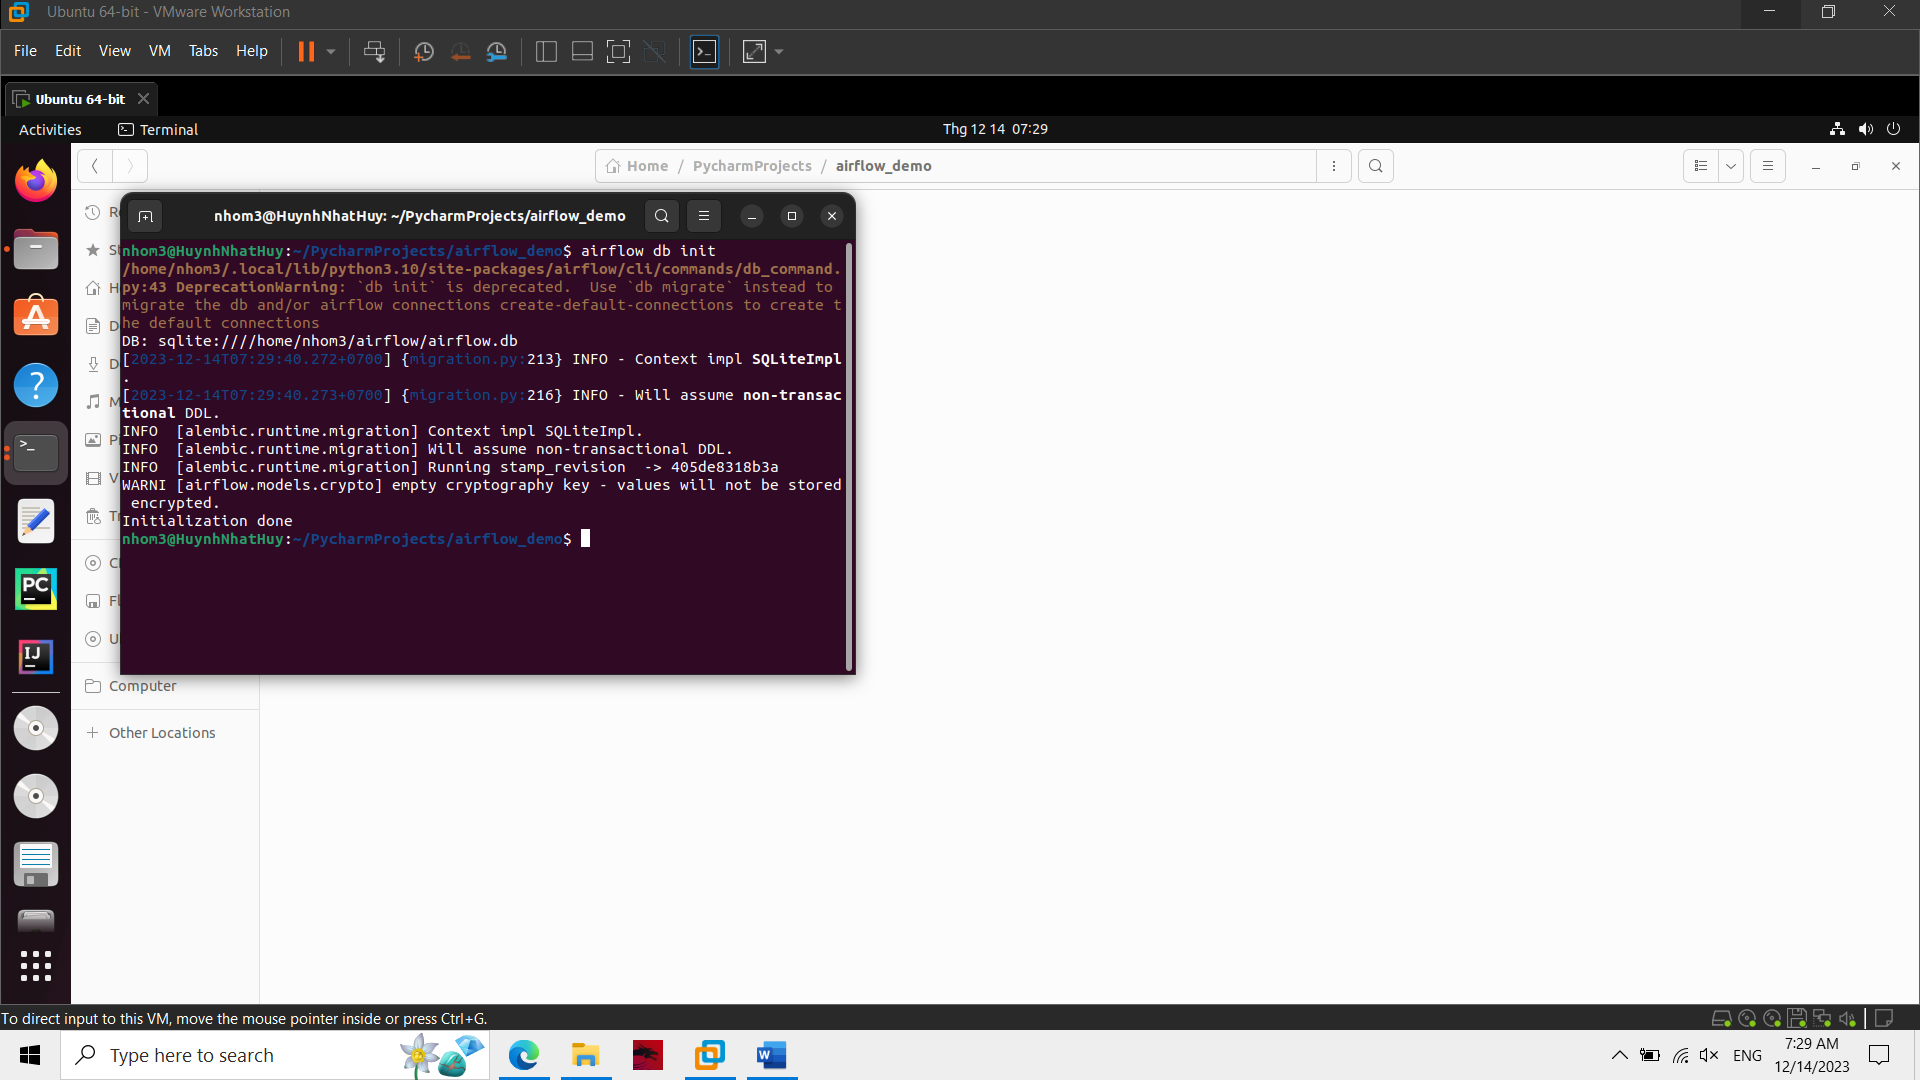 Ubuntu 64-bit - VMware Workstation
File Edit View VM Tabs Help
Ubuntu 64-bit
Activities Terminal Thg 12 14 07:29
Home / PycharmProjects / airflow_demo
nhom3@HuynhNhatHuy: ~/PycharmProjects/airflow_demo
nhom3@HuynhNhatHuy:~/PycharmProjects/airflow_demo$ airflow db init
/home/nhom3/.local/lib/python3.10/site-packages/airflow/cli/commands/db_command.
py:43 DeprecationWarning: `db init` is deprecated.  Use `db migrate` instead to
migrate the db and/or airflow connections create-default-connections to create t
he default connections
DB: sqlite:////home/nhom3/airflow/airflow.db
[2023-12-14T07:29:40.272+0700] {migration.py:213} INFO - Context impl SQLiteImpl
.
[2023-12-14T07:29:40.273+0700] {migration.py:216} INFO - Will assume non-transac
tional DDL.
INFO  [alembic.runtime.migration] Context impl SQLiteImpl.
INFO  [alembic.runtime.migration] Will assume non-transactional DDL.
INFO  [alembic.runtime.migration] Running stamp_revision  -> 405de8318b3a
WARNI [airflow.models.crypto] empty cryptography key - values will not be stored
 encrypted.
Initialization done
nhom3@HuynhNhatHuy:~/PycharmProjects/airflow_demo$
Computer
+ Other Locations
PC
IJ
To direct input to this VM, move the mouse pointer inside or press Ctrl+G.
Type here to search
ENG
7:29 AM
12/14/2023